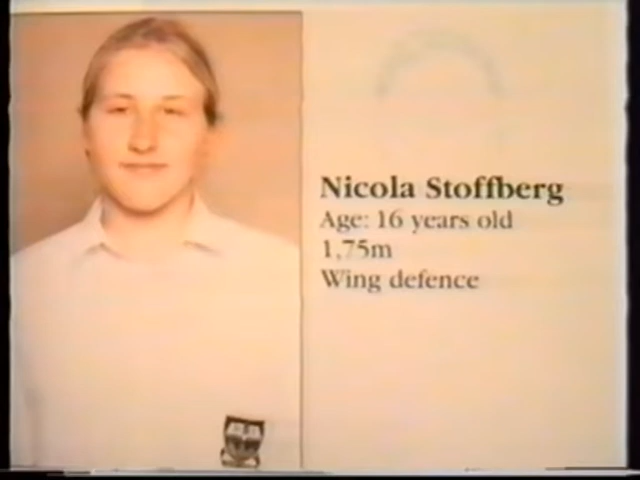 Nicola Stoffberg
Age: 16 years old
1,75m
Wing defence